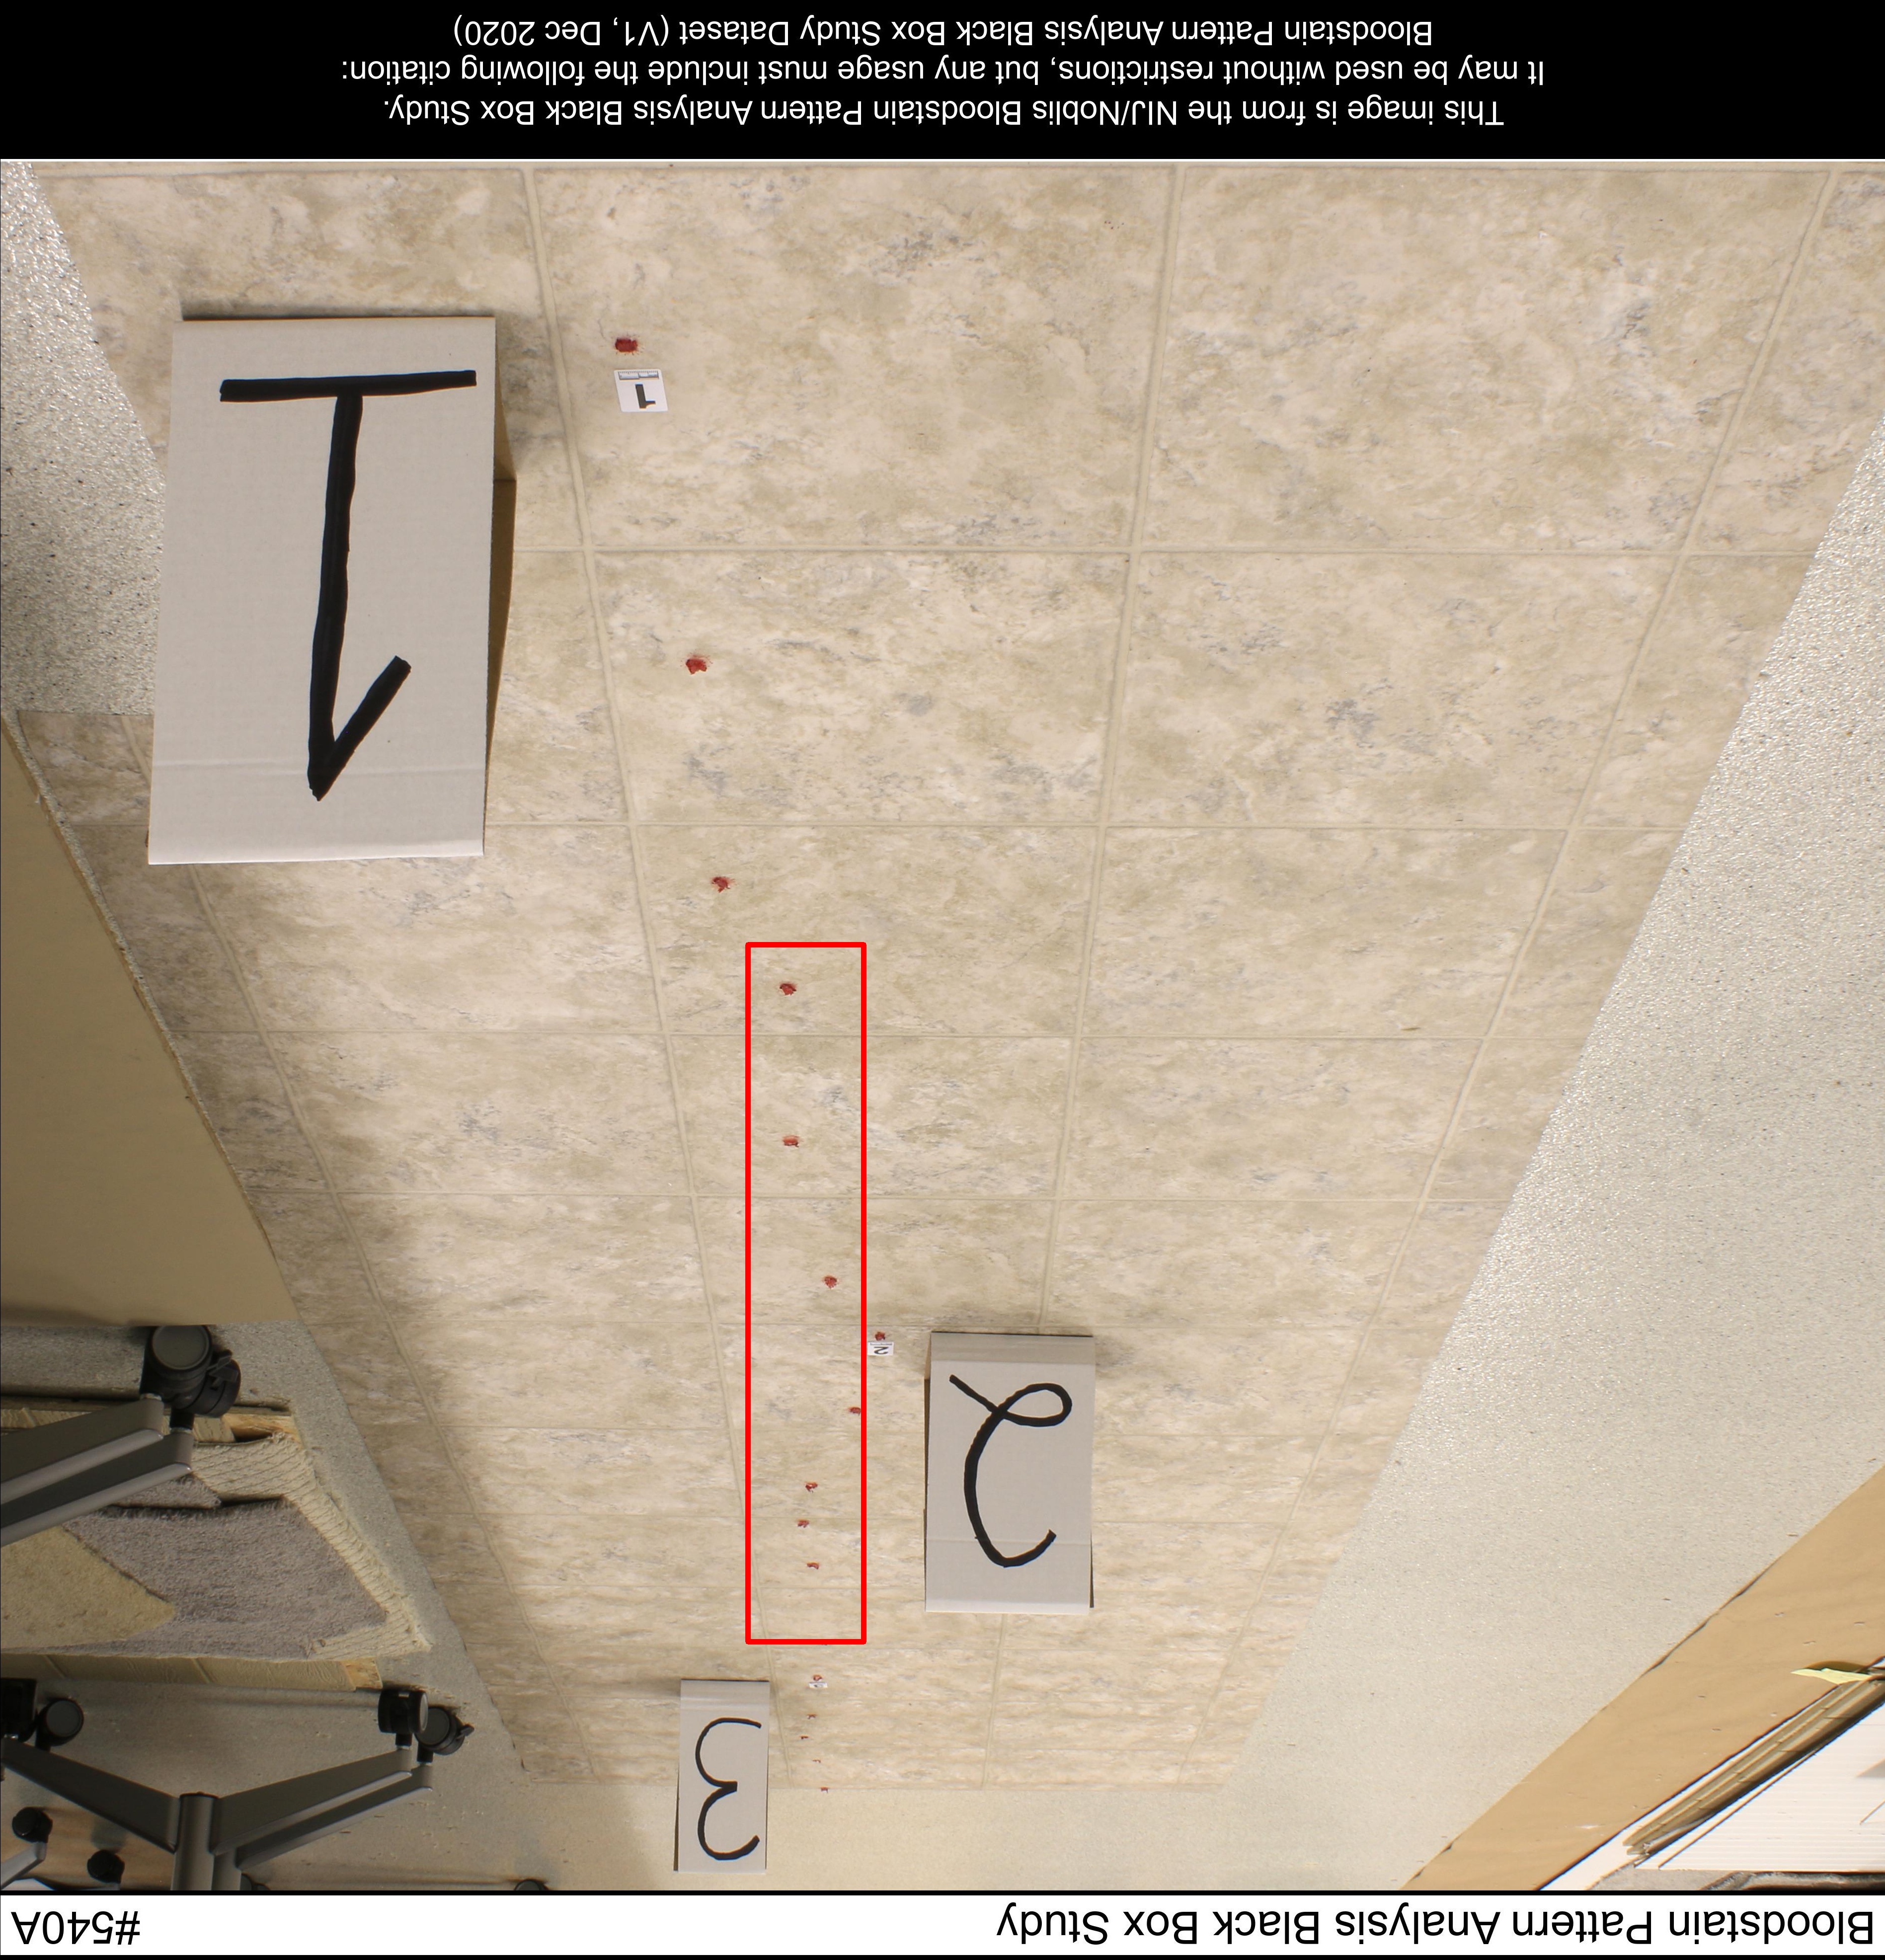 Bloodstain Pattern Analysis Black Box Study #540A
3
2
2
1
1
This image is from the NIJ/Noblis Bloodstain Pattern Analysis Black Box Study.
It may be used without restrictions, but any usage must include the following citation:
Bloodstain Pattern Analysis Black Box Study Dataset (V1, Dec 2020)